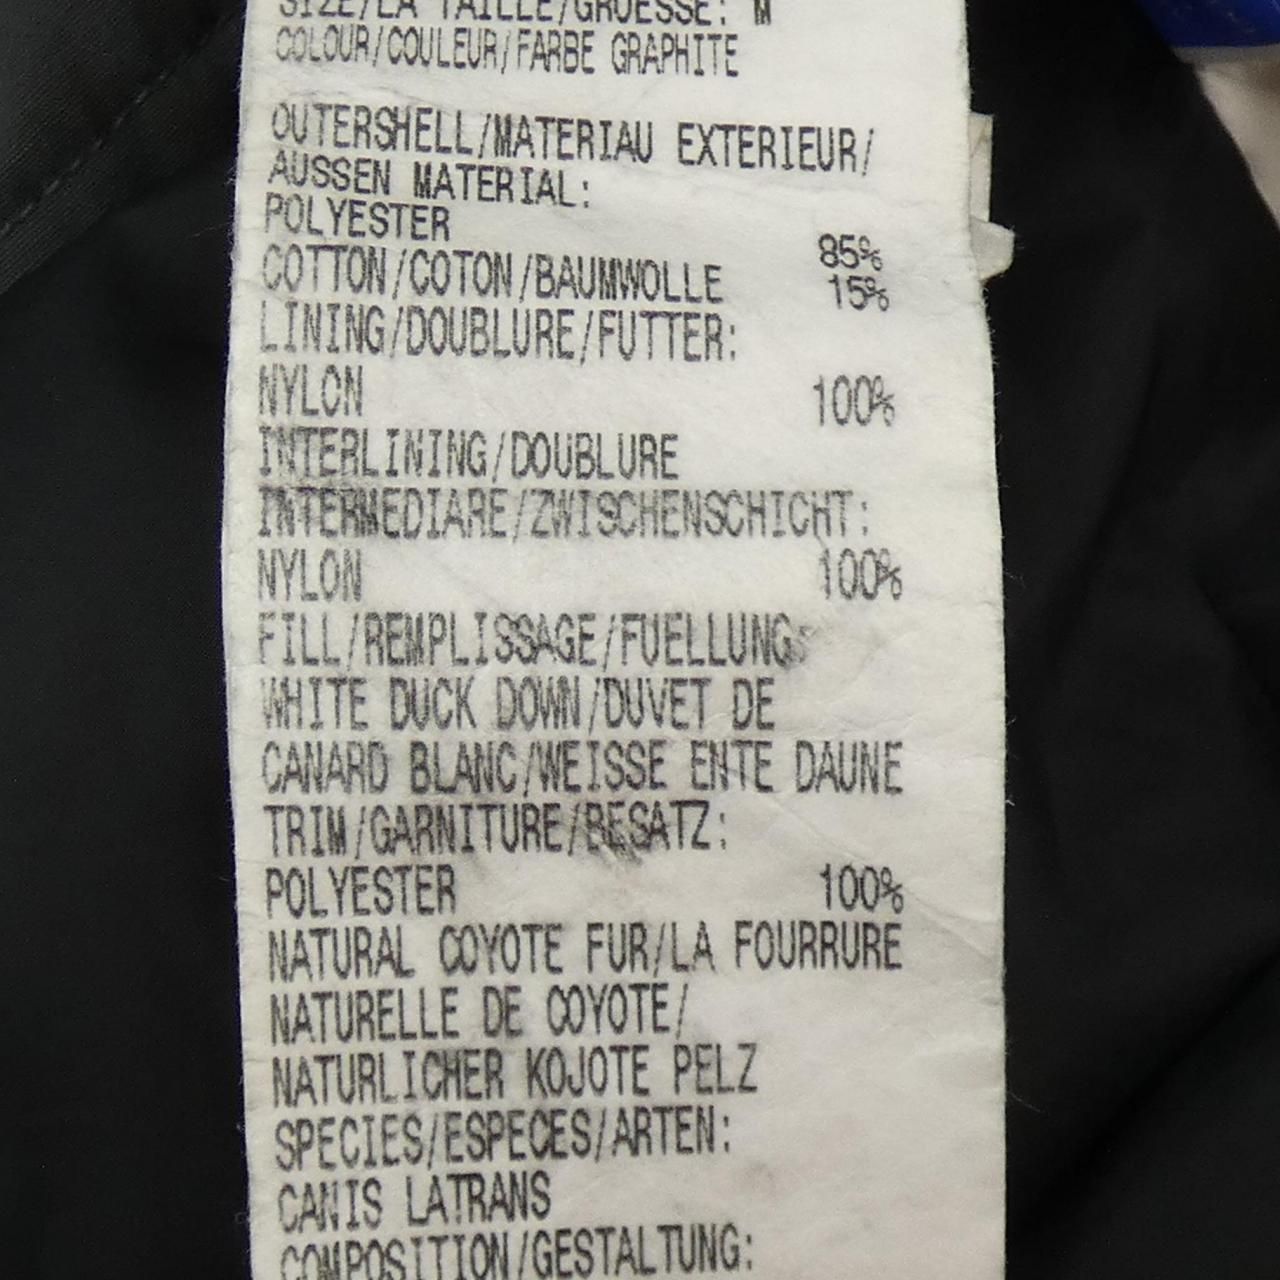 SIZE/LA TAILLE/GROESSE: M
COLOUR/COULEUR/FARBE GRAPHITE
OUTERSHELL/MATERIAU EXTERIEUR/
AUSSEN MATERIAL:
POLYESTER 85%
COTTON/COTON/BAUMWOLLE 15%
LINING/DOUBLURE/FUTTER:
NYLON 100%
INTERLINING/DOUBLURE
INTERMEDIARE/ZWISCHENSCHICHT:
NYLON 100%
FILL/REMPLISSAGE/FUELLUNG:
WHITE DUCK DOWN/DUVET DE
CANARD BLANC/WEISSE ENTE DAUNE
TRIM/GARNITURE/BESATZ:
POLYESTER 100%
NATURAL COYOTE FUR/LA FOURRURE
NATURELLE DE COYOTE/
NATURLICHER KOJOTE PELZ
SPECIES/ESPECES/ARTEN:
CANIS LATRANS
COMPOSITION/GESTALTUNG: